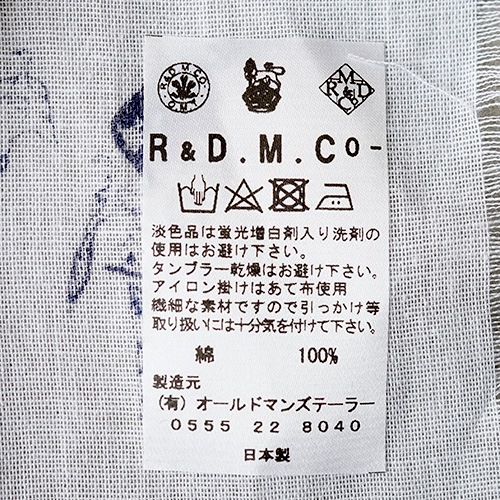 R&D.M.CO
O.M.T
M
R&D
Co
R&D.M.Co-
淡色品は蛍光増白剤入り洗剤の
使用はお避け下さい。
タンブラー乾燥はお避け下さい。
アイロン掛けはあて布使用
繊細な素材ですので引っかけ等
取り扱いには十分気を付けて下さい。
綿 100%
製造元
(有)オールドマンズテーラー
0555 22 8040
日本製